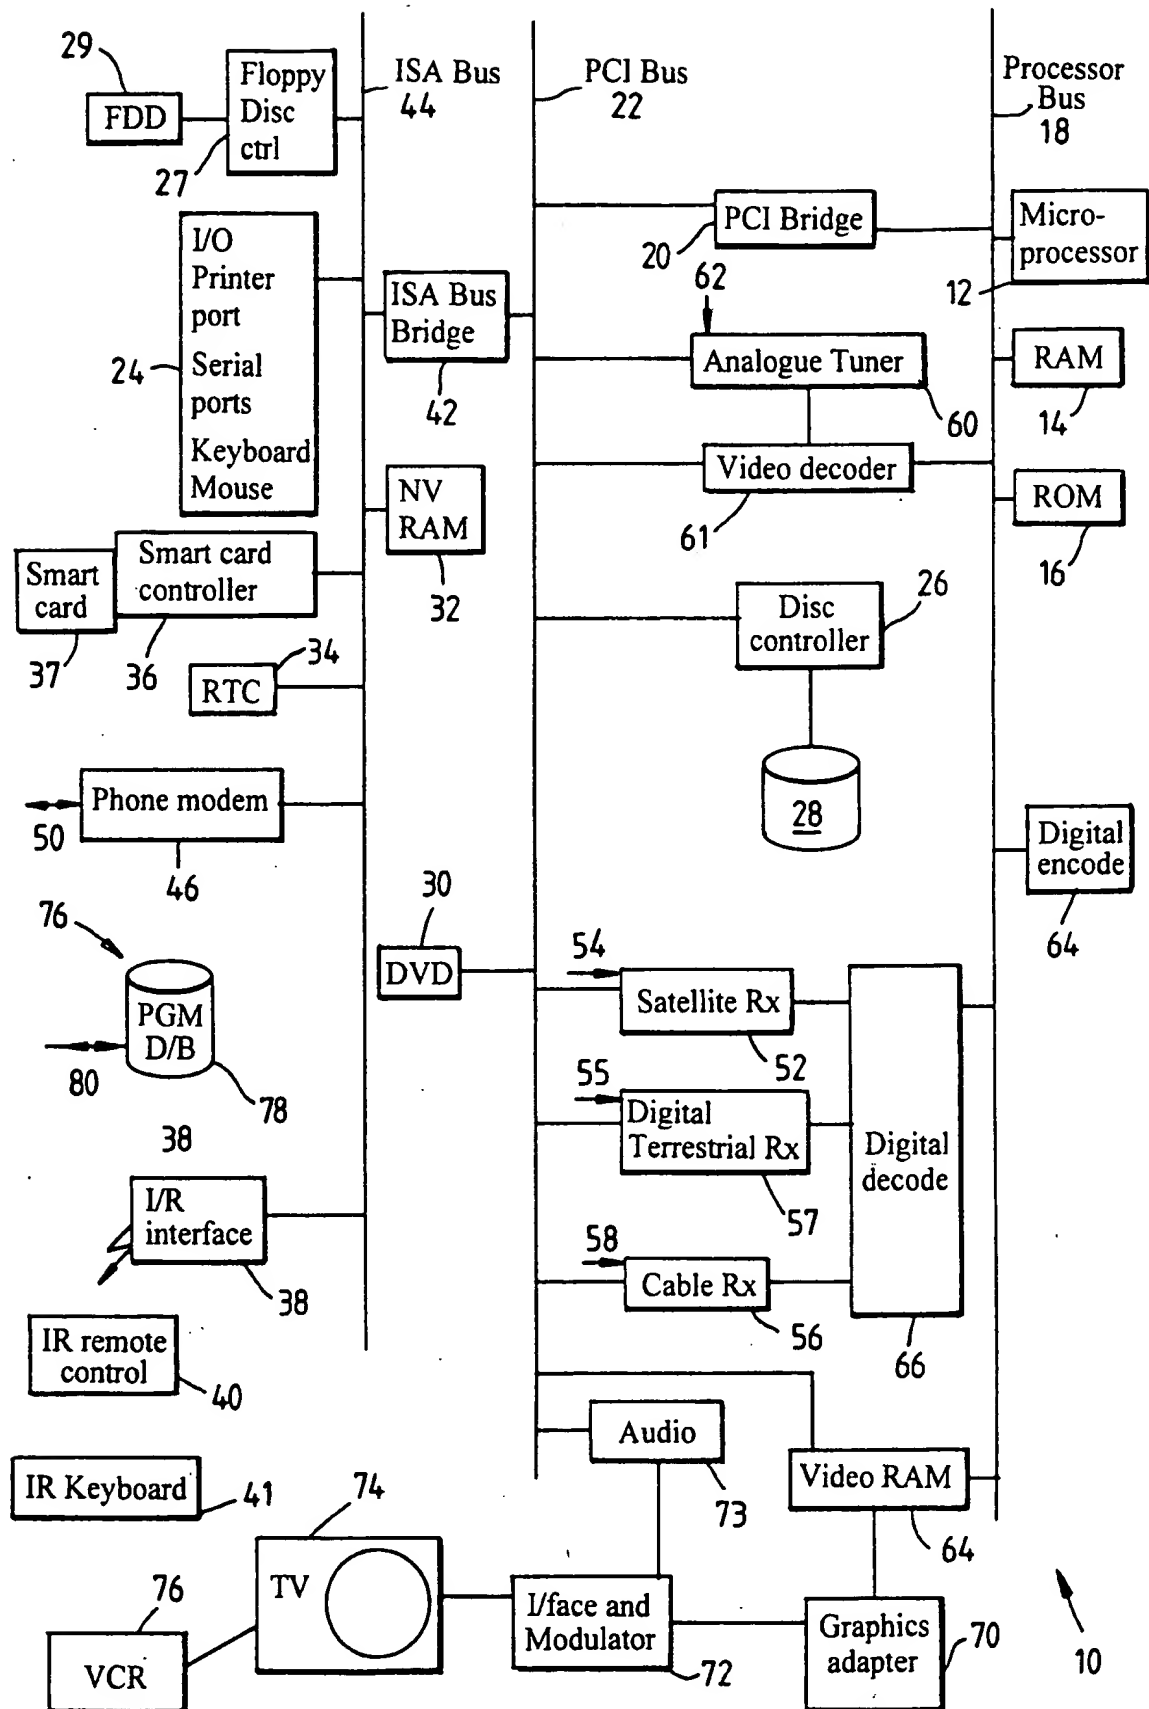 29
FDD
Floppy
Disc
ctrl
27
ISA Bus
44
PCI Bus
22
Processor
Bus
18
I/O
Printer
port
Serial
ports
Keyboard
Mouse
24
ISA Bus
Bridge
42
PCI Bridge
20
Micro-
processor
12
62
Analogue Tuner
60
RAM
14
Video decoder
61
ROM
16
NV
RAM
32
Smart card
controller
36
Smart
card
37
34
RTC
Disc
controller
26
28
Phone modem
50
46
Digital
encode
64
76
PGM
D/B
80
78
30
DVD
54
Satellite Rx
52
55
Digital
Terrestrial Rx
57
58
Cable Rx
56
Digital
decode
66
38
I/R
interface
38
IR remote
control
40
IR Keyboard
41
Audio
73
Video RAM
64
74
TV
76
VCR
I/face and
Modulator
72
Graphics
adapter
70
10